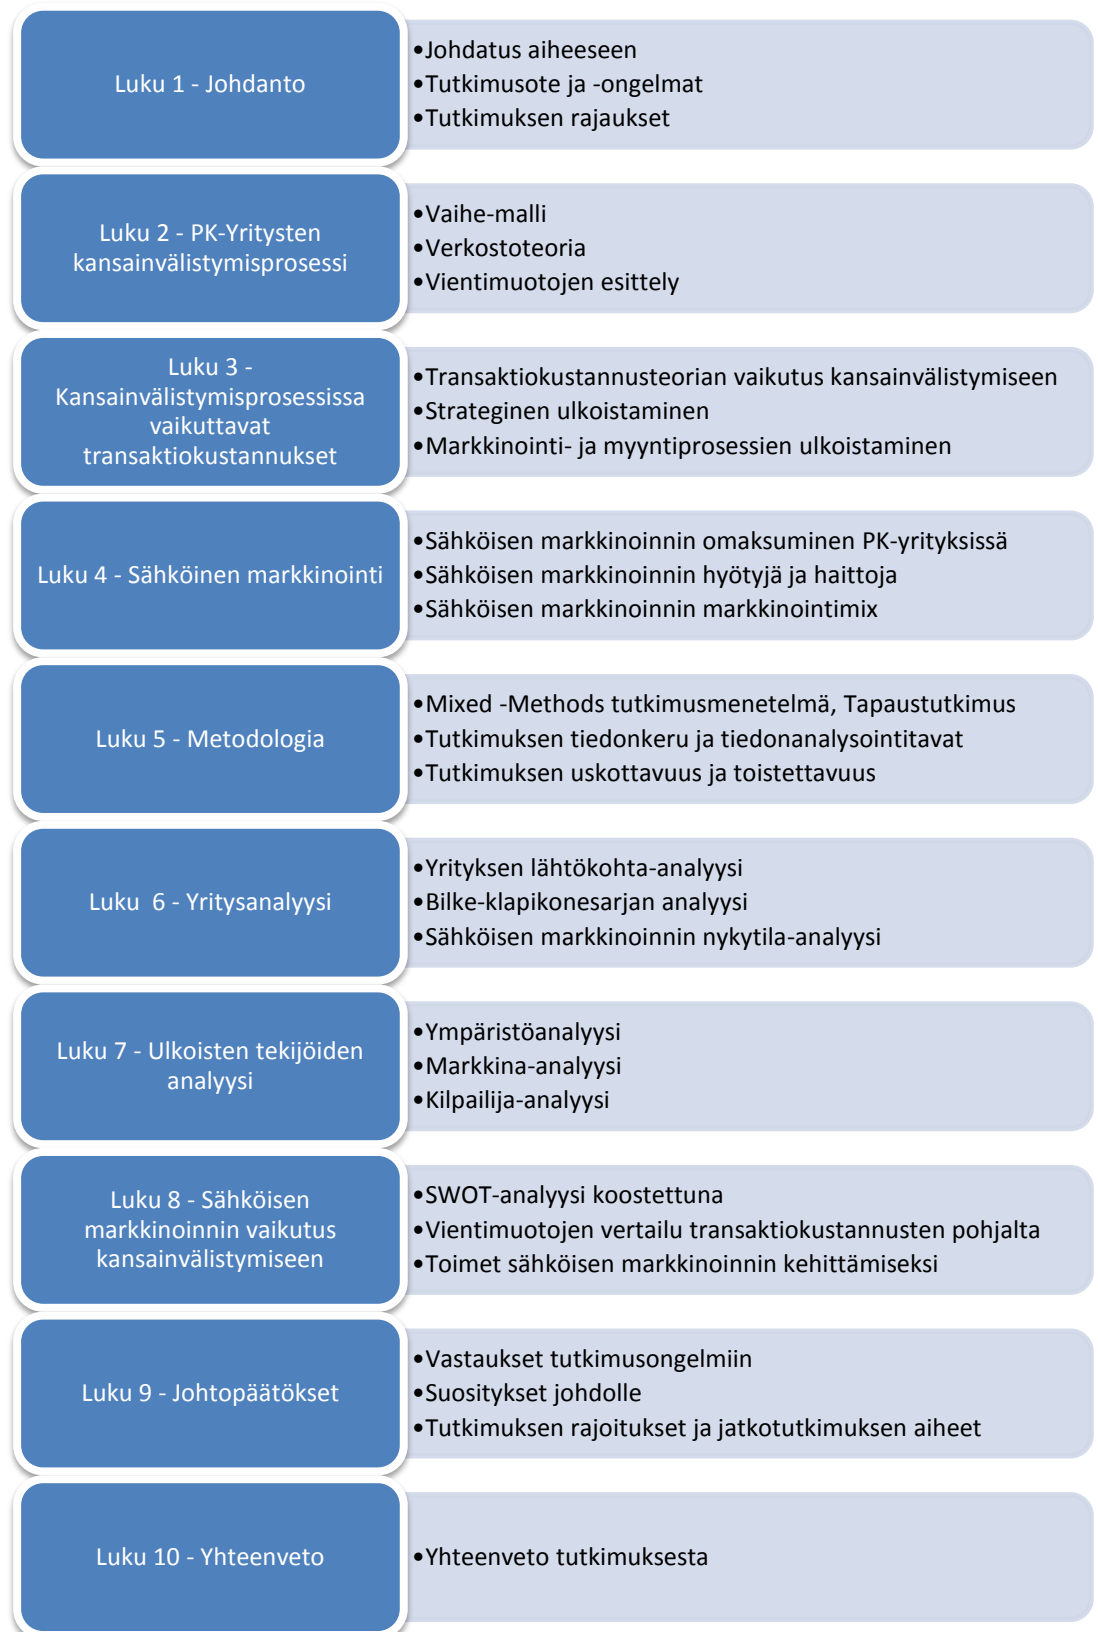 Luku 1 - Johdanto
•Johdatus aiheeseen
•Tutkimusote ja -ongelmat
•Tutkimuksen rajaukset
Luku 2 - PK-Yritysten
kansainvälistymisprosessi
•Vaihe-malli
•Verkostoteoria
•Vientimuotojen esittely
Luku 3 -
Kansainvälistymisprosessissa
vaikuttavat
transaktiokustannukset
•Transaktiokustannusteorian vaikutus kansainvälistymiseen
•Strateginen ulkoistaminen
•Markkinointi- ja myyntiprosessien ulkoistaminen
Luku 4 - Sähköinen markkinointi
•Sähköisen markkinoinnin omaksuminen PK-yrityksissä
•Sähköisen markkinoinnin hyötyjä ja haittoja
•Sähköisen markkinoinnin markkinointimix
Luku 5 - Metodologia
•Mixed -Methods tutkimusmenetelmä, Tapaustutkimus
•Tutkimuksen tiedonkeru ja tiedonanalysointitavat
•Tutkimuksen uskottavuus ja toistettavuus
Luku  6 - Yritysanalyysi
•Yrityksen lähtökohta-analyysi
•Bilke-klapikonesarjan analyysi
•Sähköisen markkinoinnin nykytila-analyysi
Luku 7 - Ulkoisten tekijöiden
analyysi
•Ympäristöanalyysi
•Markkina-analyysi
•Kilpailija-analyysi
Luku 8 - Sähköisen
markkinoinnin vaikutus
kansainvälistymiseen
•SWOT-analyysi koostettuna
•Vientimuotojen vertailu transaktiokustannusten pohjalta
•Toimet sähköisen markkinoinnin kehittämiseksi
Luku 9 - Johtopäätökset
•Vastaukset tutkimusongelmiin
•Suositykset johdolle
•Tutkimuksen rajoitukset ja jatkotutkimuksen aiheet
Luku 10 - Yhteenveto
•Yhteenveto tutkimuksesta